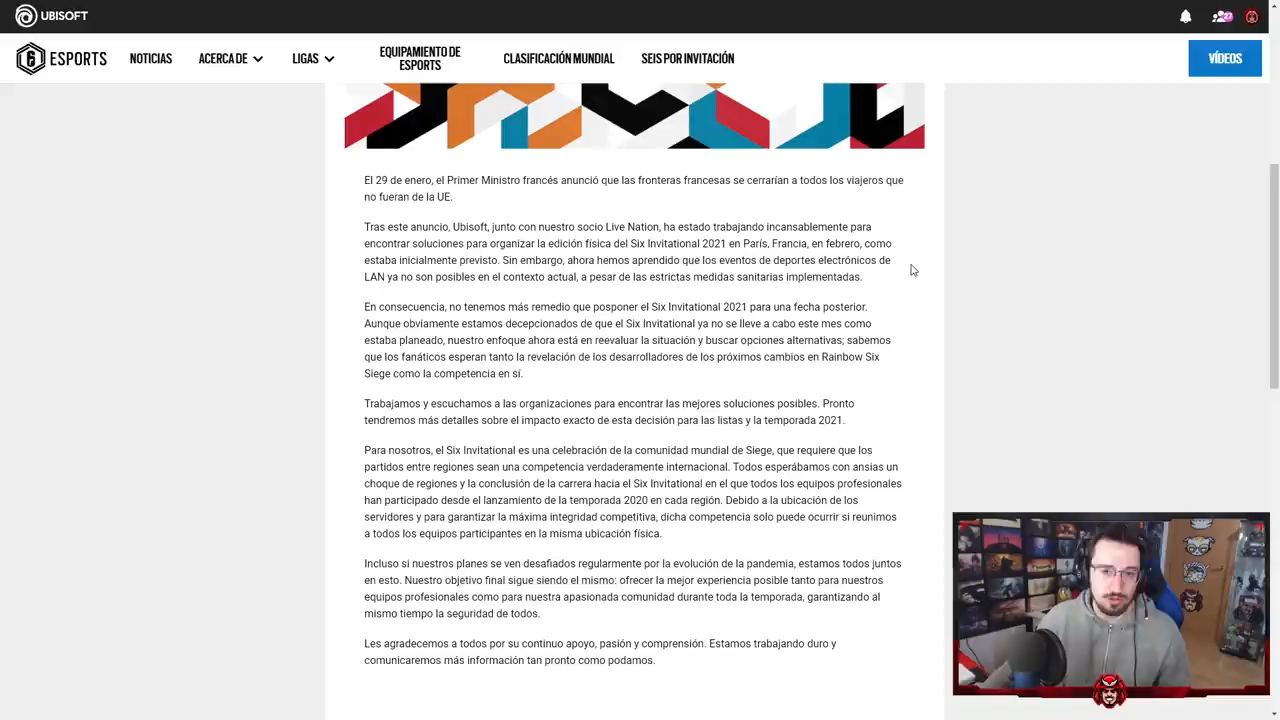 UBISOFT
27
6 ESPORTS
NOTICIAS
ACERCA DE
LIGAS
EQUIPAMIENTO DE
ESPORTS
CLASIFICACIÓN MUNDIAL
SEIS POR INVITACIÓN
VÍDEOS
El 29 de enero, el Primer Ministro francés anunció que las fronteras francesas se cerrarían a todos los viajeros que
no fueran de la UE.
Tras este anuncio, Ubisoft, junto con nuestro socio Live Nation, ha estado trabajando incansablemente para
encontrar soluciones para organizar la edición física del Six Invitational 2021 en París, Francia, en febrero, como
estaba inicialmente previsto. Sin embargo, ahora hemos aprendido que los eventos de deportes electrónicos de
LAN ya no son posibles en el contexto actual, a pesar de las estrictas medidas sanitarias implementadas.
En consecuencia, no tenemos más remedio que posponer el Six Invitational 2021 para una fecha posterior.
Aunque obviamente estamos decepcionados de que el Six Invitational ya no se lleve a cabo este mes como
estaba planeado, nuestro enfoque ahora está en reevaluar la situación y buscar opciones alternativas; sabemos
que los fanáticos esperan tanto la revelación de los desarrolladores de los próximos cambios en Rainbow Six
Siege como la competencia en sí.
Trabajamos y escuchamos a las organizaciones para encontrar las mejores soluciones posibles. Pronto
tendremos más detalles sobre el impacto exacto de esta decisión para las listas y la temporada 2021.
Para nosotros, el Six Invitational es una celebración de la comunidad mundial de Siege, que requiere que los
partidos entre regiones sean una competencia verdaderamente internacional. Todos esperábamos con ansias un
choque de regiones y la conclusión de la carrera hacia el Six Invitational en el que todos los equipos profesionales
han participado desde el lanzamiento de la temporada 2020 en cada región. Debido a la ubicación de los
servidores y para garantizar la máxima integridad competitiva, dicha competencia solo puede ocurrir si reunimos
a todos los equipos participantes en la misma ubicación física.
Incluso si nuestros planes se ven desafiados regularmente por la evolución de la pandemia, estamos todos juntos
en esto. Nuestro objetivo final sigue siendo el mismo: ofrecer la mejor experiencia posible tanto para nuestros
equipos profesionales como para nuestra apasionada comunidad durante toda la temporada, garantizando al
mismo tiempo la seguridad de todos.
Les agradecemos a todos por su continuo apoyo, pasión y comprensión. Estamos trabajando duro y
comunicaremos más información tan pronto como podamos.